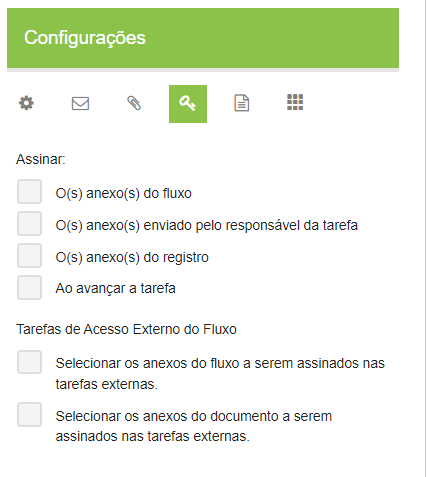 Configurações
Assinar:
O(s) anexo(s) do fluxo
O(s) anexo(s) enviado pelo responsável da tarefa
O(s) anexo(s) do registro
Ao avançar a tarefa
Tarefas de Acesso Externo do Fluxo
Selecionar os anexos do fluxo a serem assinados nas
tarefas externas.
Selecionar os anexos do documento a serem
assinados nas tarefas externas.